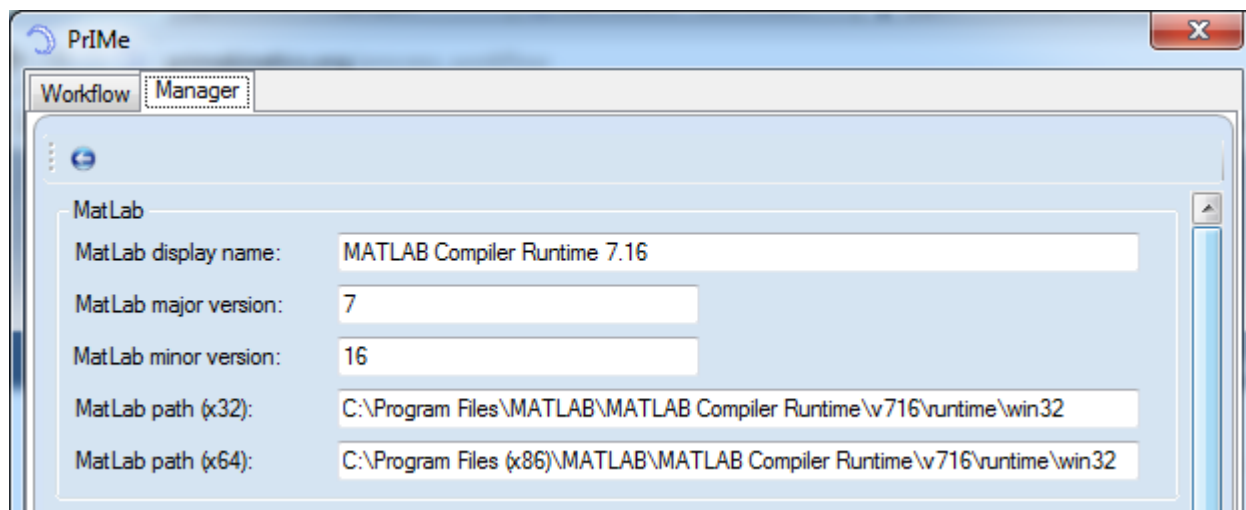 PrIMe
Workflow Manager
MatLab
MatLab display name: MATLAB Compiler Runtime 7.16
MatLab major version: 7
MatLab minor version: 16
MatLab path (x32): C:\Program Files\MATLAB\MATLAB Compiler Runtime\v716\runtime\win32
MatLab path (x64): C:\Program Files (x86)\MATLAB\MATLAB Compiler Runtime\v716\runtime\win32